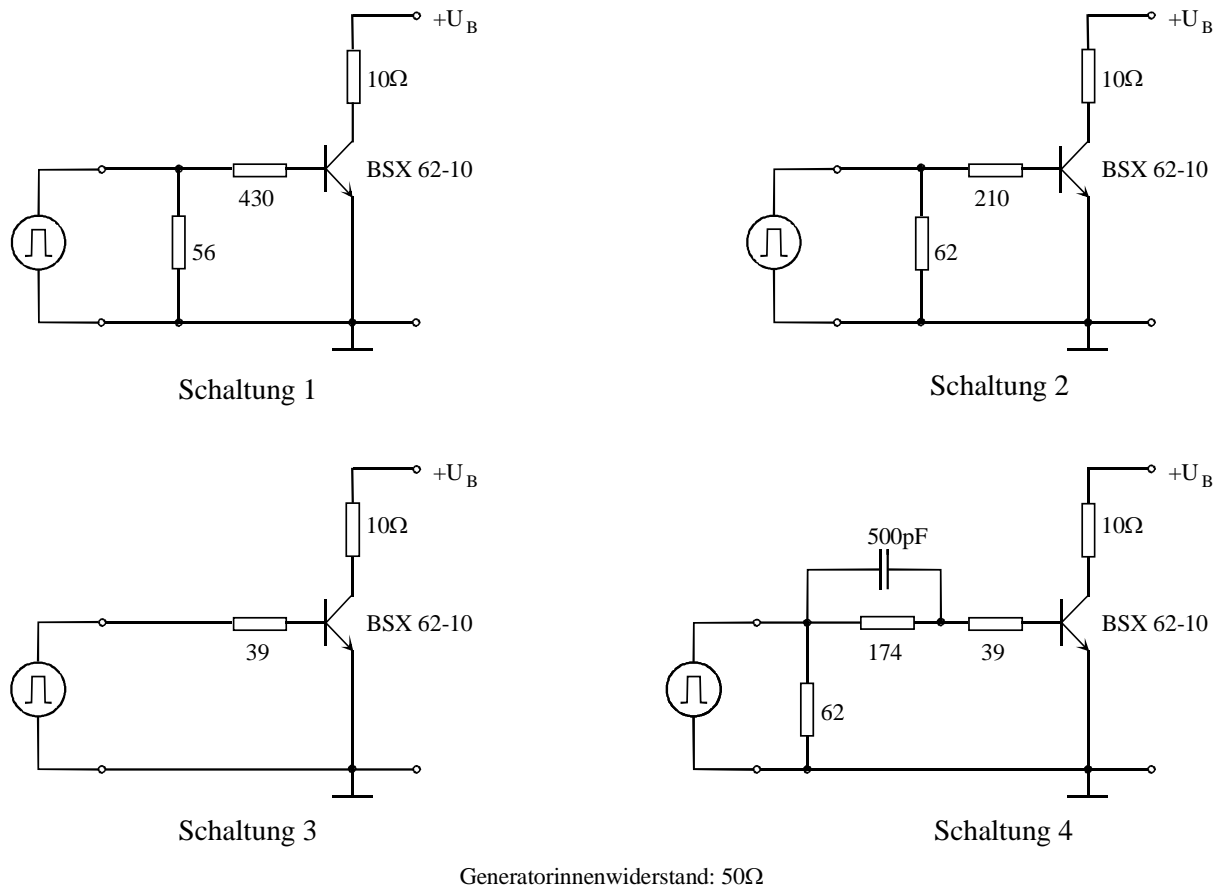 +U_B
10Ω
BSX 62-10
430
56
Schaltung 1
+U_B
10Ω
BSX 62-10
210
62
Schaltung 2
+U_B
10Ω
BSX 62-10
39
Schaltung 3
+U_B
10Ω
500pF
BSX 62-10
174
39
62
Schaltung 4
Generatorinnenwiderstand: 50Ω